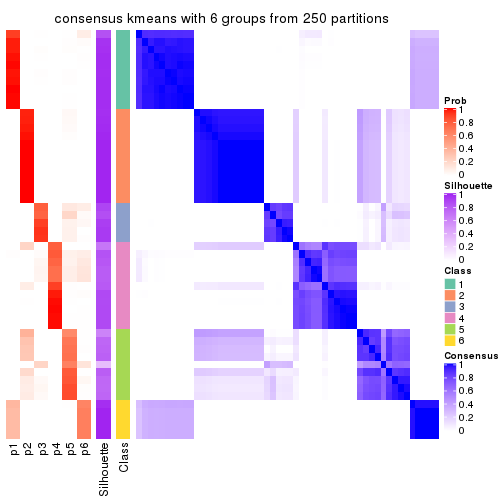 consensus kmeans with 6 groups from 250 partitions
Prob
1
0.8
0.6
0.4
0.2
0
Silhouette
1
0.8
0.6
0.4
0.2
0
Class
1
2
3
4
5
6
Consensus
1
0.8
0.6
0.4
0.2
0
p1
p2
p3
p4
p5
p6
Silhouette
Class